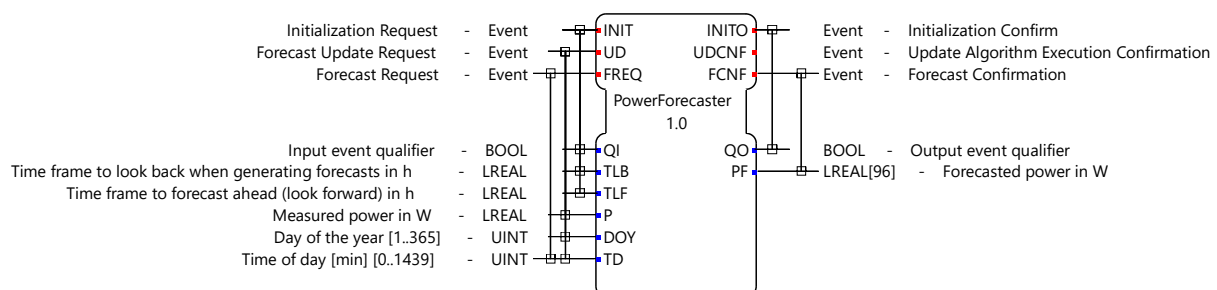 Initialization Request - Event INIT INITO Event - Initialization Confirm
Forecast Update Request - Event UD UDCNF Event - Update Algorithm Execution Confirmation
Forecast Request - Event FREQ FCNF Event - Forecast Confirmation
PowerForecaster
1.0
Input event qualifier - BOOL QI QO BOOL - Output event qualifier
Time frame to look back when generating forecasts in h - LREAL TLB PF LREAL[96] - Forecasted power in W
Time frame to forecast ahead (look forward) in h - LREAL TLF
Measured power in W - LREAL P
Day of the year [1..365] - UINT DOY
Time of day [min] [0..1439] - UINT TD